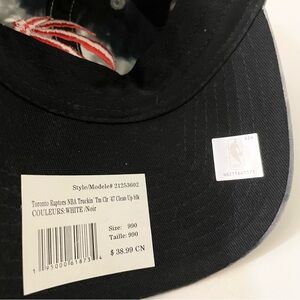 Style/Modele# 21253602
Toronto Raptors NBA Truckin' Tm Clr '47 Clean Up blk
COULEURS:WHITE /Noir
Size: 990
Taille: 990
$ 38.99 CN